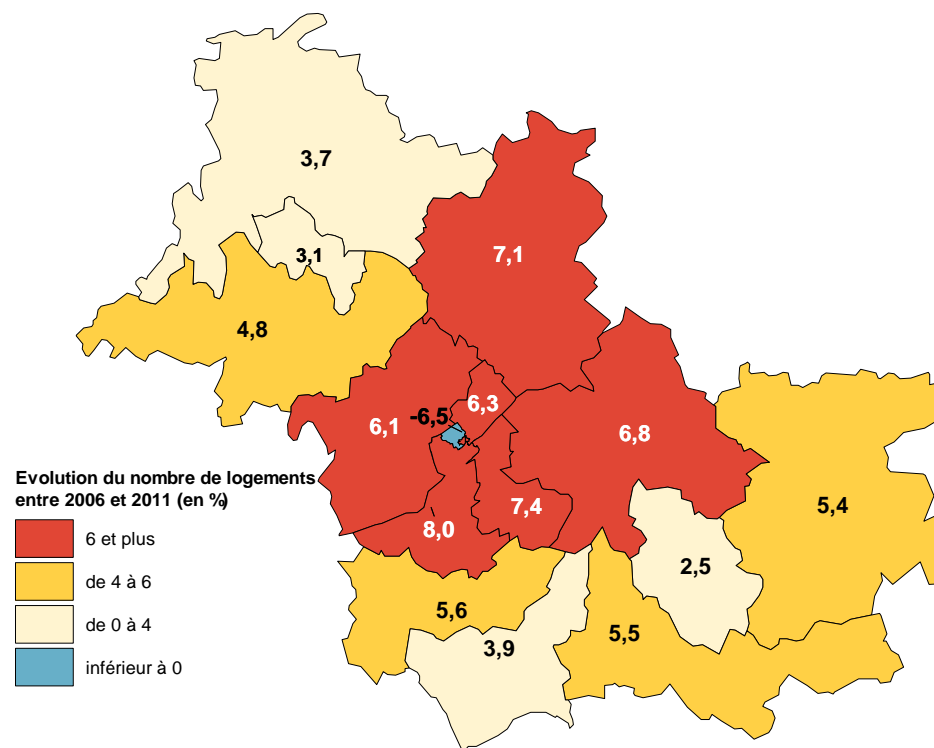 3,7
7,1
3,1
4,8
6,3
-6,5
6,1
6,8
Evolution du nombre de logements
entre 2006 et 2011 (en %)
6 et plus
de 4 à 6
de 0 à 4
inférieur à 0
5,4
7,4
8,0
2,5
5,6
5,5
3,9